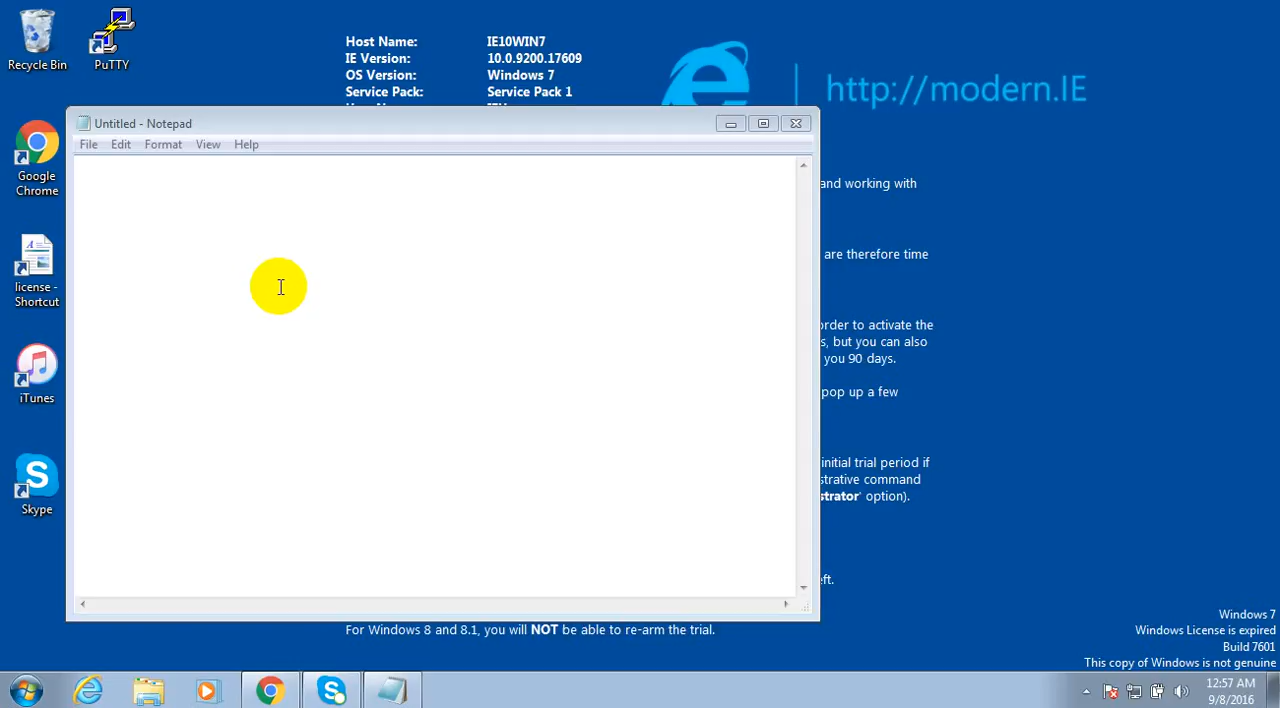 Recycle Bin
PuTTY
Host Name: IE10WIN7
IE Version: 10.0.9200.17609
OS Version: Windows 7
Service Pack: Service Pack 1
http://modern.IE
Untitled - Notepad
File Edit Format View Help
Google
Chrome
and working with
are therefore time
license -
Shortcut
order to activate the
s, but you can also
you 90 days.
iTunes
pop up a few
initial trial period if
strative command
strator' option).
Skype
eft.
For Windows 8 and 8.1, you will NOT be able to re-arm the trial.
Windows 7
Windows License is expired
Build 7601
This copy of Windows is not genuine
12:57 AM
9/8/2016